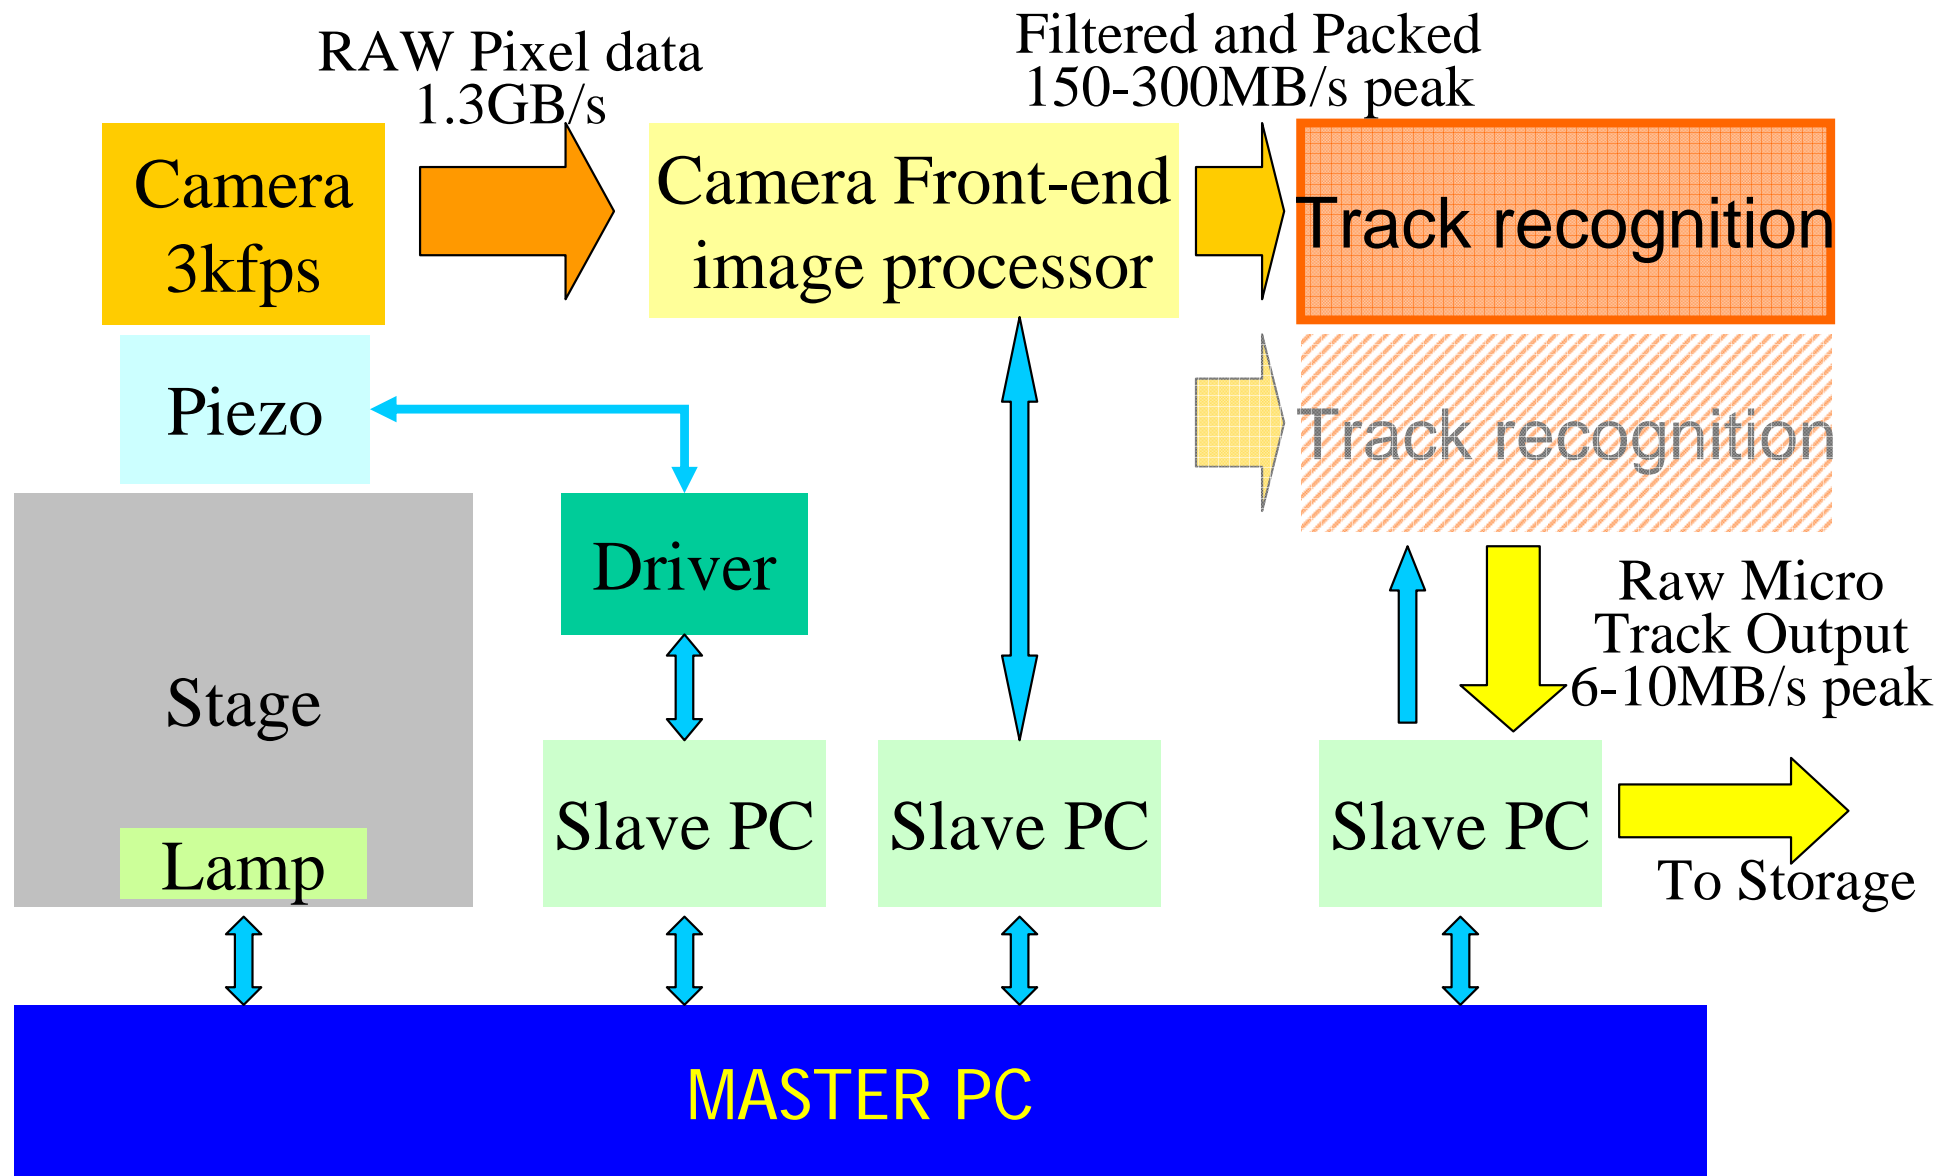 RAW Pixel data
1.3GB/s
Filtered and Packed
150-300MB/s peak
Camera
3kfps
Camera Front-end
image processor
Track recognition
Piezo
Track recognition
Driver
Raw Micro
Track Output
6-10MB/s peak
Stage
Lamp
Slave PC
Slave PC
Slave PC
To Storage
MASTER PC